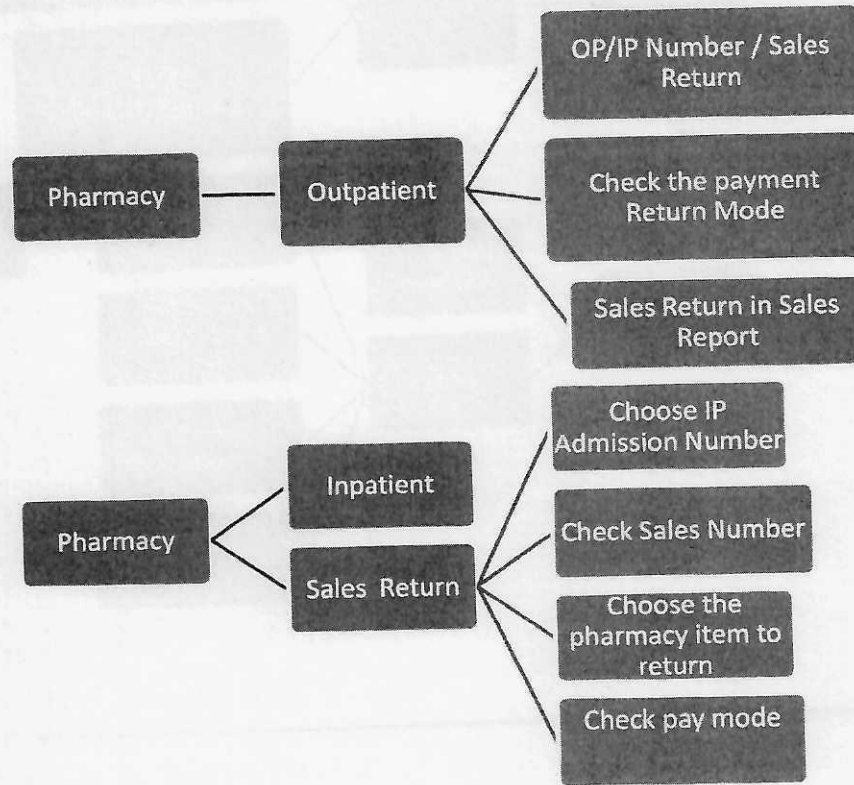 OP/IP Number / Sales
Return
Pharmacy
Outpatient
Check the payment
Return Mode
Sales Return in Sales
Report
Choose IP
Admission Number
Inpatient
Pharmacy
Check Sales Number
Sales Return
Choose the
pharmacy item to
return
Check pay mode